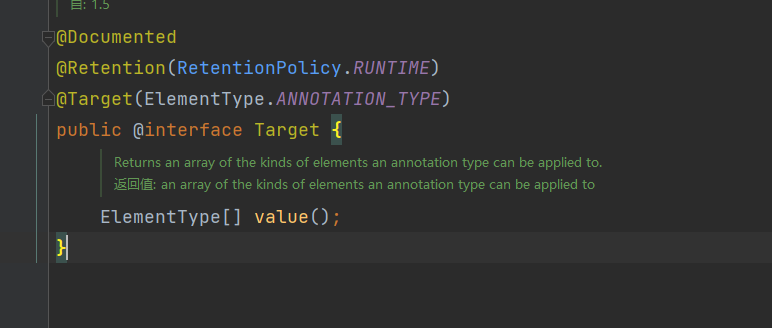 自: 1.5
@Documented
@Retention(RetentionPolicy.RUNTIME)
@Target(ElementType.ANNOTATION_TYPE)
public @interface Target {
Returns an array of the kinds of elements an annotation type can be applied to.
返回值: an array of the kinds of elements an annotation type can be applied to
ElementType[] value();
}